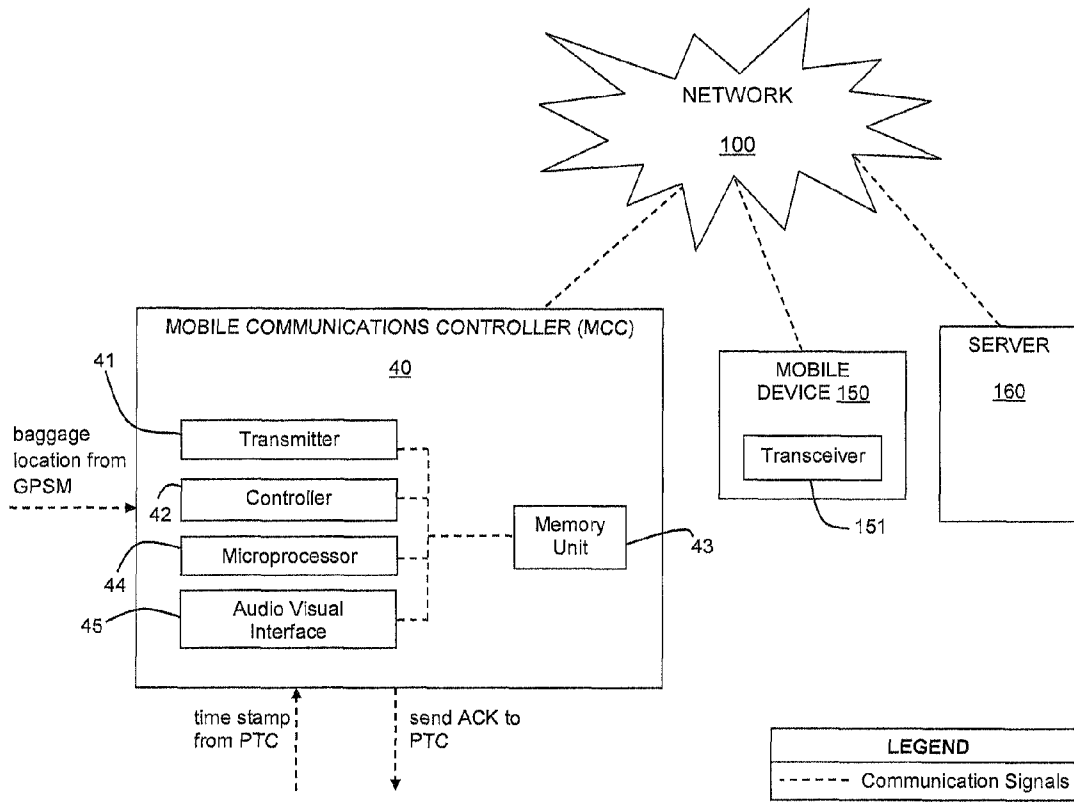 NETWORK
100
MOBILE COMMUNICATIONS CONTROLLER (MCC)
40
41
Transmitter
baggage
location from
GPSM
42
Controller
44
Microprocessor
45
Audio Visual
Interface
Memory
Unit
43
MOBILE
DEVICE 150
Transceiver
151
SERVER
160
time stamp
from PTC
send ACK to
PTC
LEGEND
Communication Signals